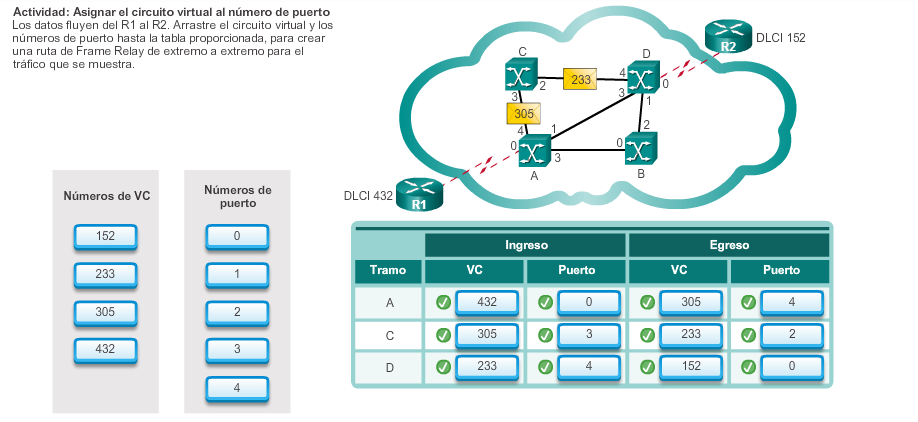 Actividad: Asignar el circuito virtual al número de puerto
Los datos fluyen del R1 al R2. Arrastre el circuito virtual y los
números de puerto hasta la tabla proporcionada, para crear
una ruta de Frame Relay de extremo a extremo para el
tráfico que se muestra.
R2
DLCI 152
C
D
2
233
4
0
3
3
1
305
4
1
2
0
0
3
A
B
DLCI 432
R1
Números de VC
152
233
305
432
Números de
puerto
0
1
2
3
4
Ingreso Egreso
Tramo VC Puerto VC Puerto
A 432 0 305 4
C 305 3 233 2
D 233 4 152 0